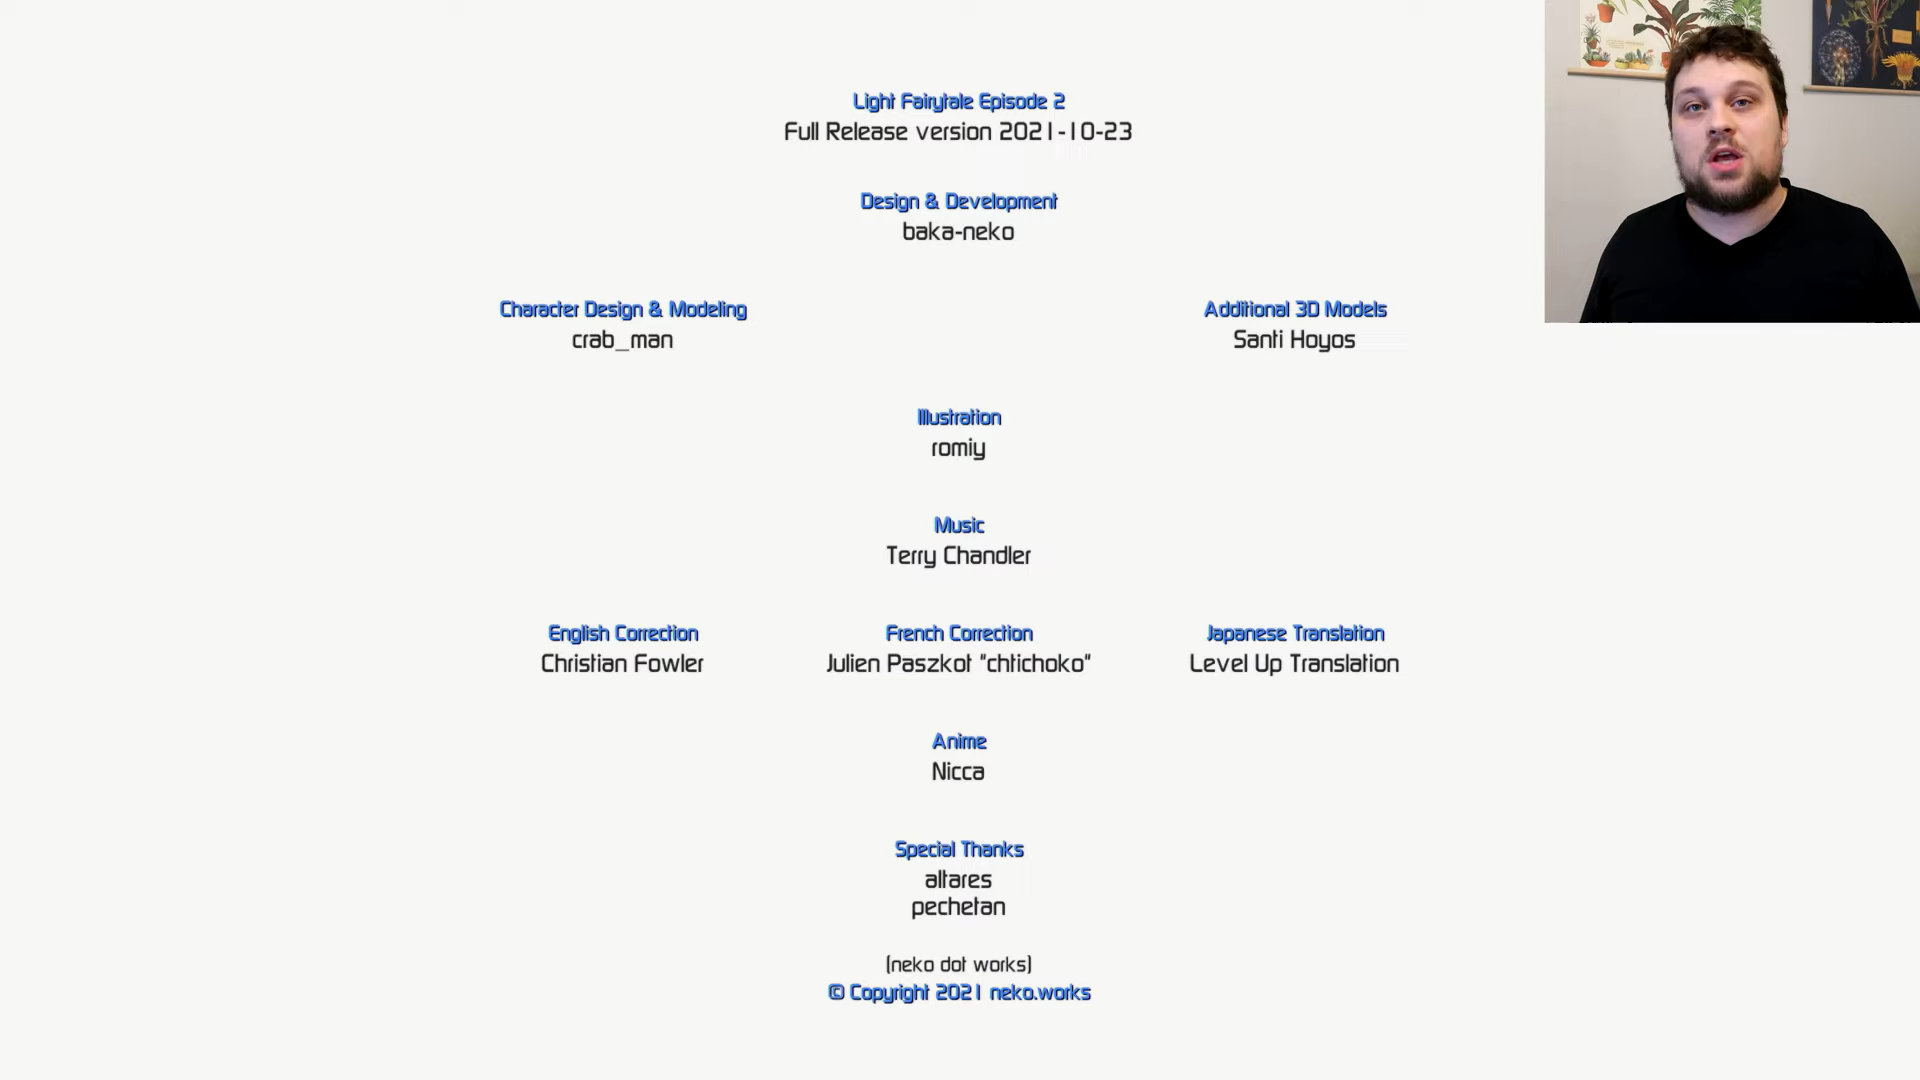 Light Fairytale Episode 2
Full Release version 2021-10-23
Design & Development
baka-neko
Character Design & Modeling
crab_man
Additional 3D Models
Santi Hoyos
Illustration
romiy
Music
Terry Chandler
English Correction
Christian Fowler
French Correction
Julien Paszkot "chtichoko"
Japanese Translation
Level Up Translation
Anime
Nicca
Special Thanks
altares
pechetan
(neko dot works)
© Copyright 2021 neko.works